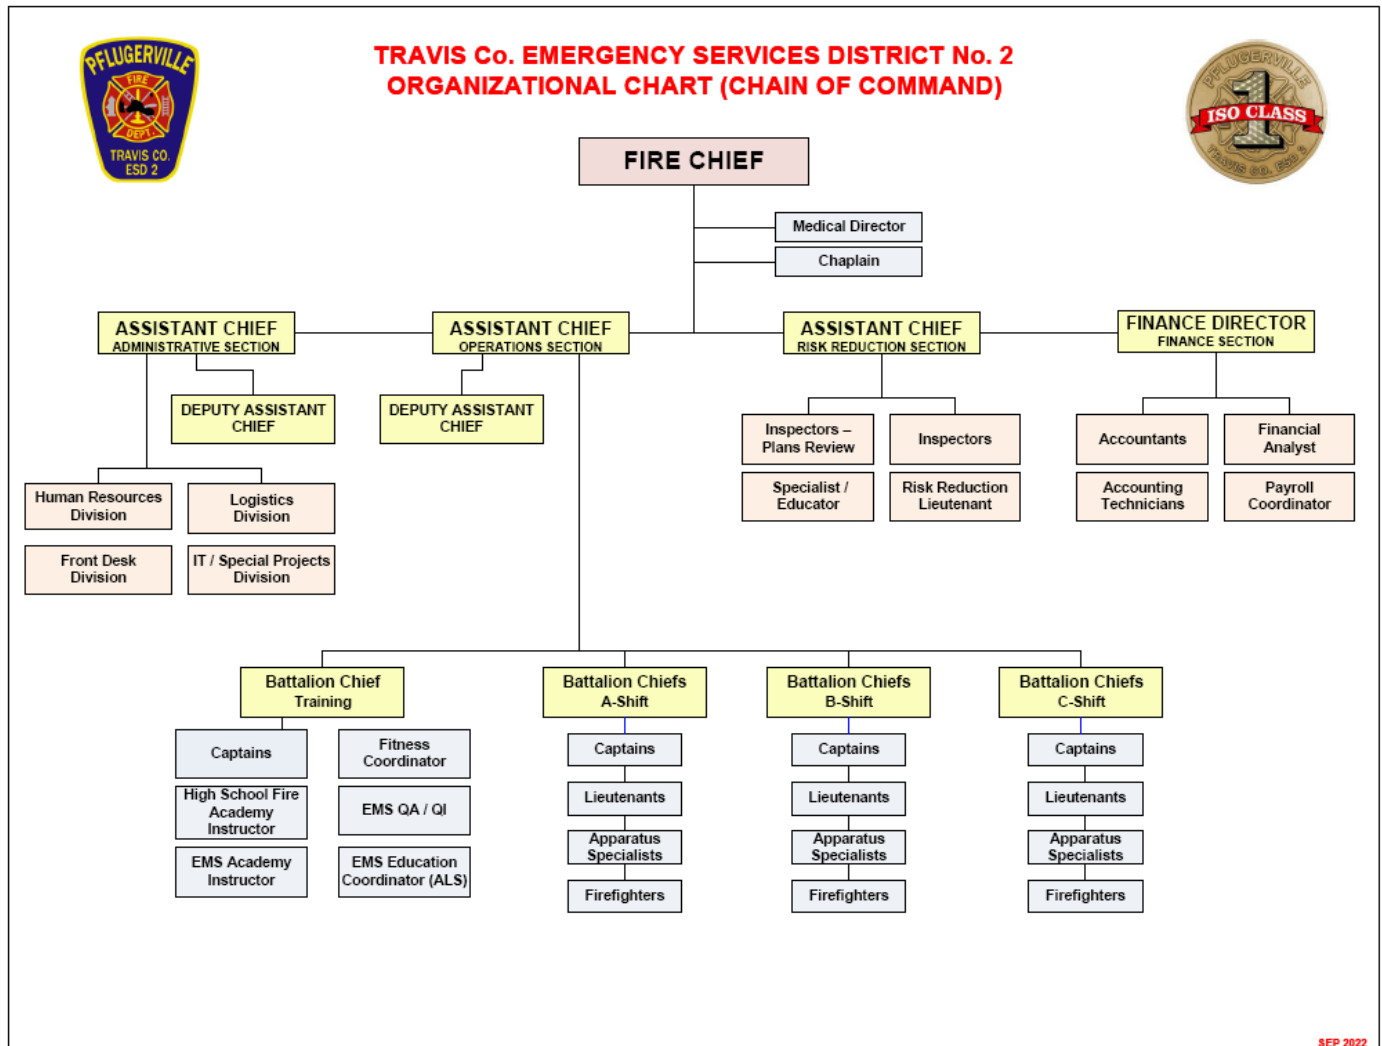 TRAVIS Co. EMERGENCY SERVICES DISTRICT No. 2
ORGANIZATIONAL CHART (CHAIN OF COMMAND)
PFLUGERVILLE
FIRE
DEPT.
TRAVIS CO.
ESD 2
PFLUGERVILLE
1
ISO CLASS
TRAVIS CO. ESD 2
FIRE CHIEF
Medical Director
Chaplain
ASSISTANT CHIEF
ADMINISTRATIVE SECTION
ASSISTANT CHIEF
OPERATIONS SECTION
ASSISTANT CHIEF
RISK REDUCTION SECTION
FINANCE DIRECTOR
FINANCE SECTION
DEPUTY ASSISTANT
CHIEF
DEPUTY ASSISTANT
CHIEF
Inspectors –
Plans Review
Inspectors
Accountants
Financial
Analyst
Specialist /
Educator
Risk Reduction
Lieutenant
Accounting
Technicians
Payroll
Coordinator
Human Resources
Division
Logistics
Division
Front Desk
Division
IT / Special Projects
Division
Battalion Chief
Training
Battalion Chiefs
A-Shift
Battalion Chiefs
B-Shift
Battalion Chiefs
C-Shift
Captains
Fitness
Coordinator
High School Fire
Academy
Instructor
EMS QA / QI
EMS Academy
Instructor
EMS Education
Coordinator (ALS)
Captains
Lieutenants
Apparatus
Specialists
Firefighters
Captains
Lieutenants
Apparatus
Specialists
Firefighters
Captains
Lieutenants
Apparatus
Specialists
Firefighters
SEP 2022